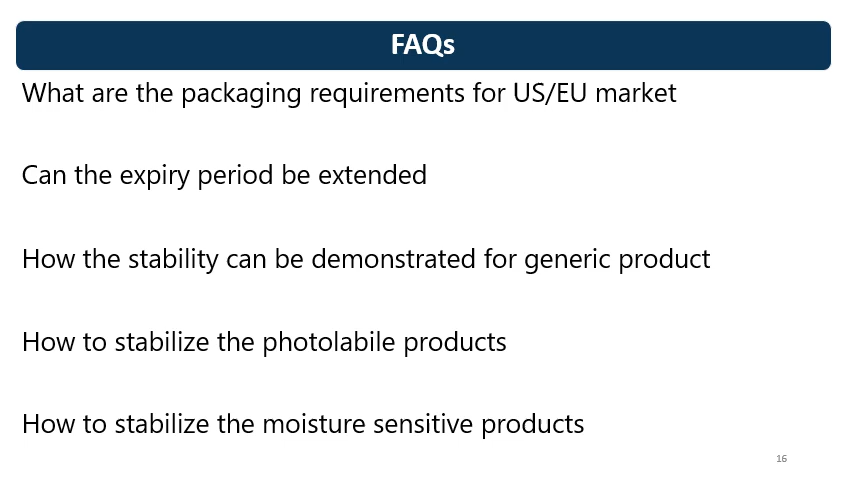 FAQs
What are the packaging requirements for US/EU market
Can the expiry period be extended
How the stability can be demonstrated for generic product
How to stabilize the photolabile products
How to stabilize the moisture sensitive products
16